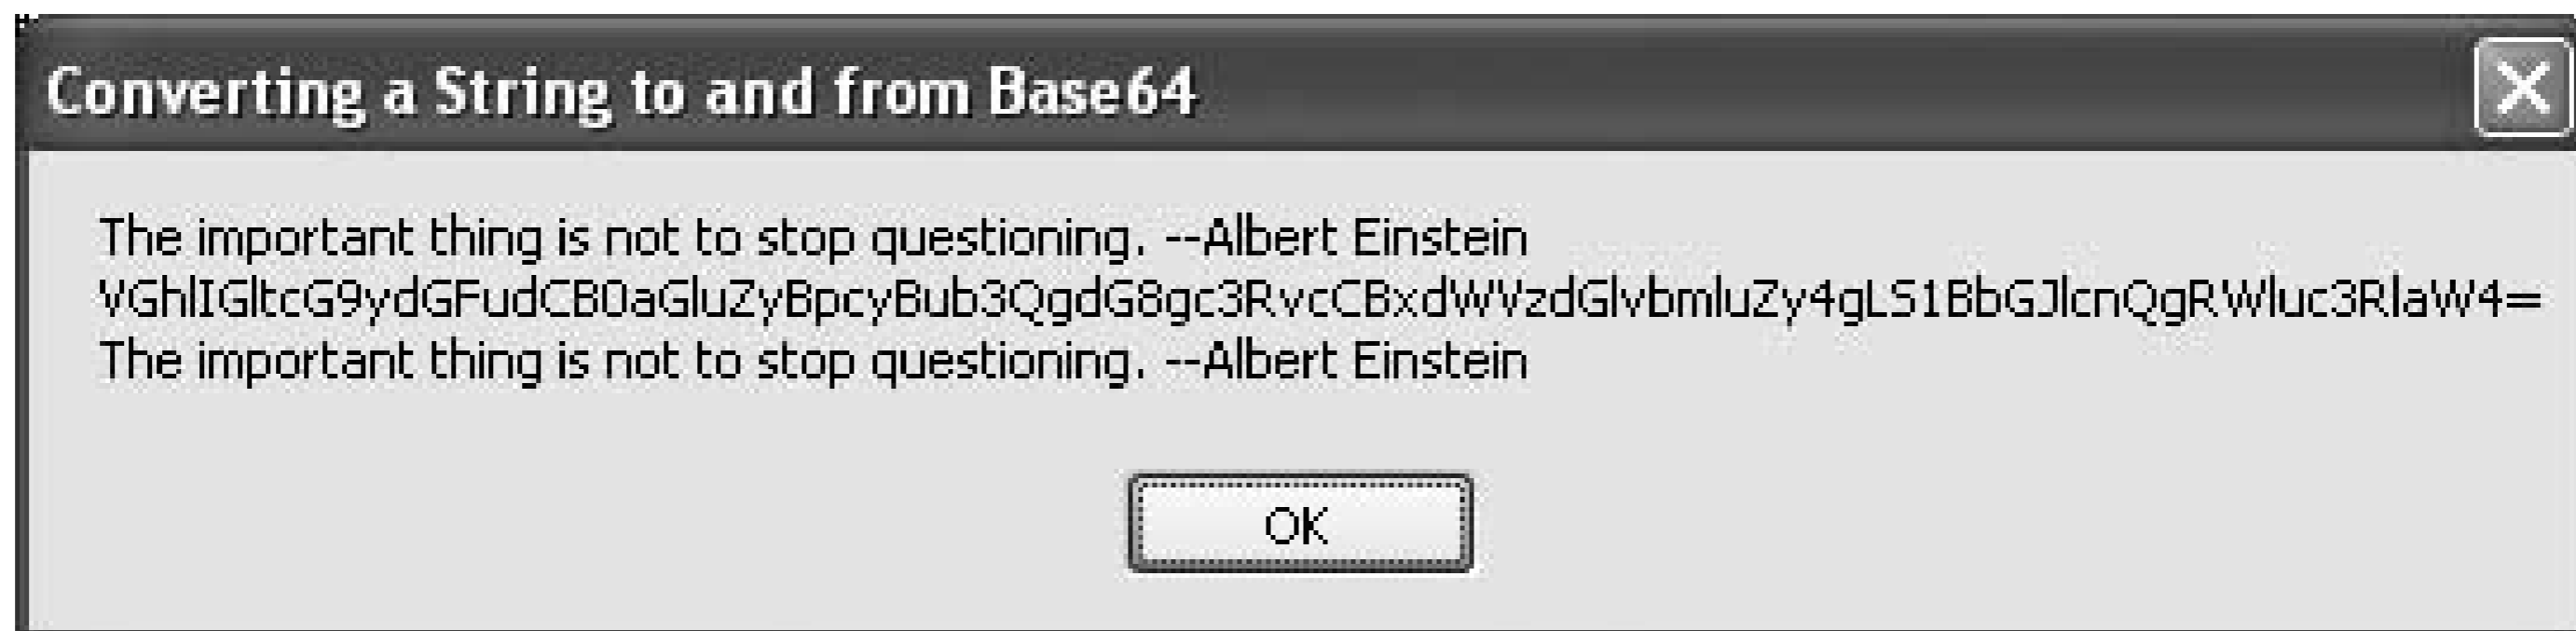 Converting a String to and from Base64
The important thing is not to stop questioning. --Albert Einstein
VGhlIGltcG9ydGFudCB0aGluZyBpcyBub3QgdG8gc3RvcCBxdWVzdGlvbmluZy4gLS1BbGJlcnQgRWluc3RlaW4=
The important thing is not to stop questioning. --Albert Einstein
OK